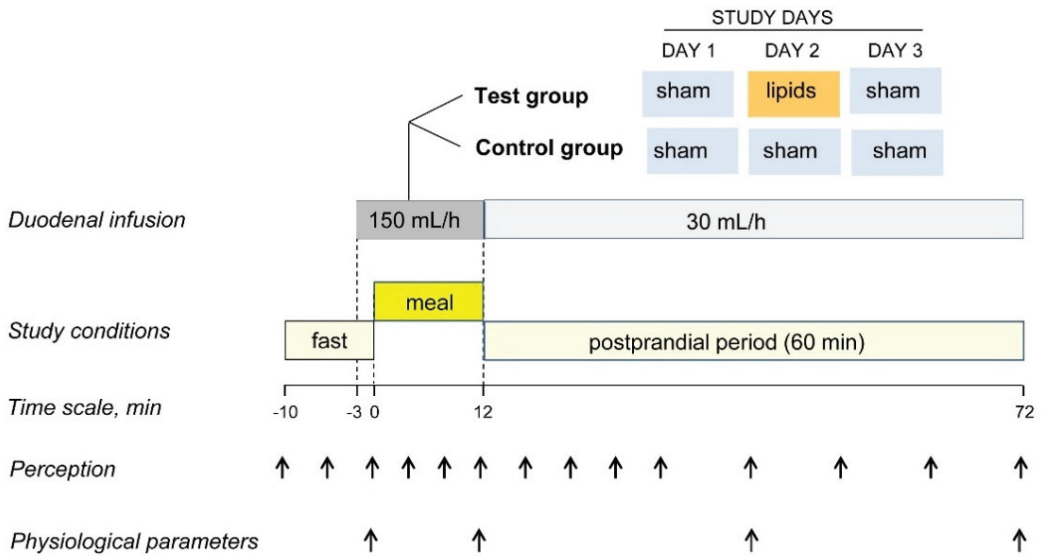 STUDY DAYS
DAY 1 DAY 2 DAY 3
Test group sham lipids sham
Control group sham sham sham
Duodenal infusion 150 mL/h 30 mL/h
meal
Study conditions fast postprandial period (60 min)
Time scale, min -10 -3 0 12 72
Perception
Physiological parameters